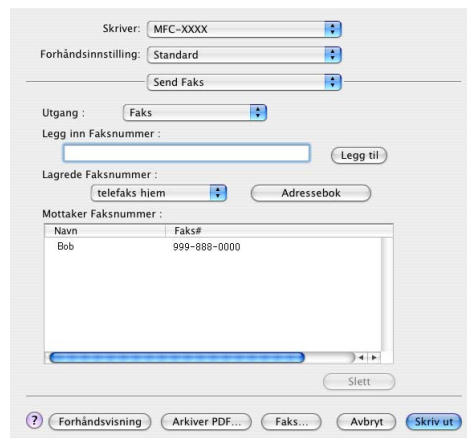 Skriver: MFC-XXXX
Forhåndsinnstilling: Standard
Send Faks
Utgang : Faks
Legg inn Faksnummer :
Legg til
Lagrede Faksnummer :
telefaks hjem Adressebok
Mottaker Faksnummer :
Navn Faks#
Bob 999-888-0000
Slett
? Forhåndsvisning Arkiver PDF... Faks... Avbryt Skriv ut